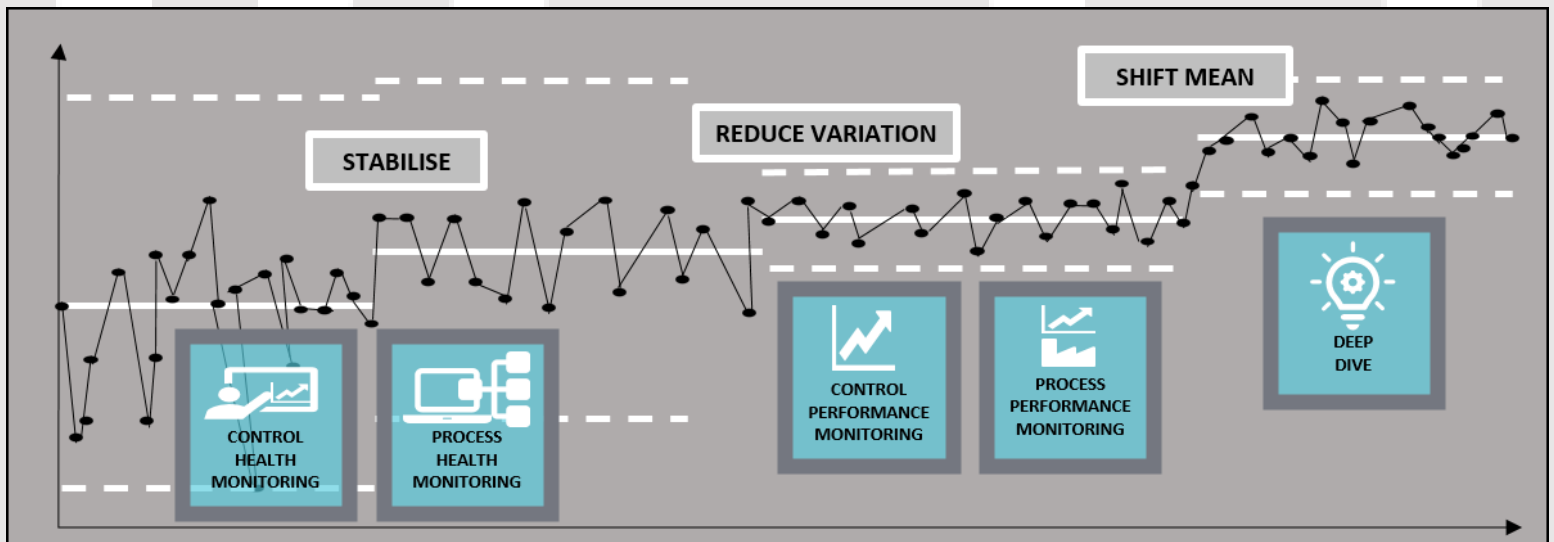 SHIFT MEAN
REDUCE VARIATION
STABILISE
CONTROL
HEALTH
MONITORING
PROCESS
HEALTH
MONITORING
CONTROL
PERFORMANCE
MONITORING
PROCESS
PERFORMANCE
MONITORING
DEEP
DIVE